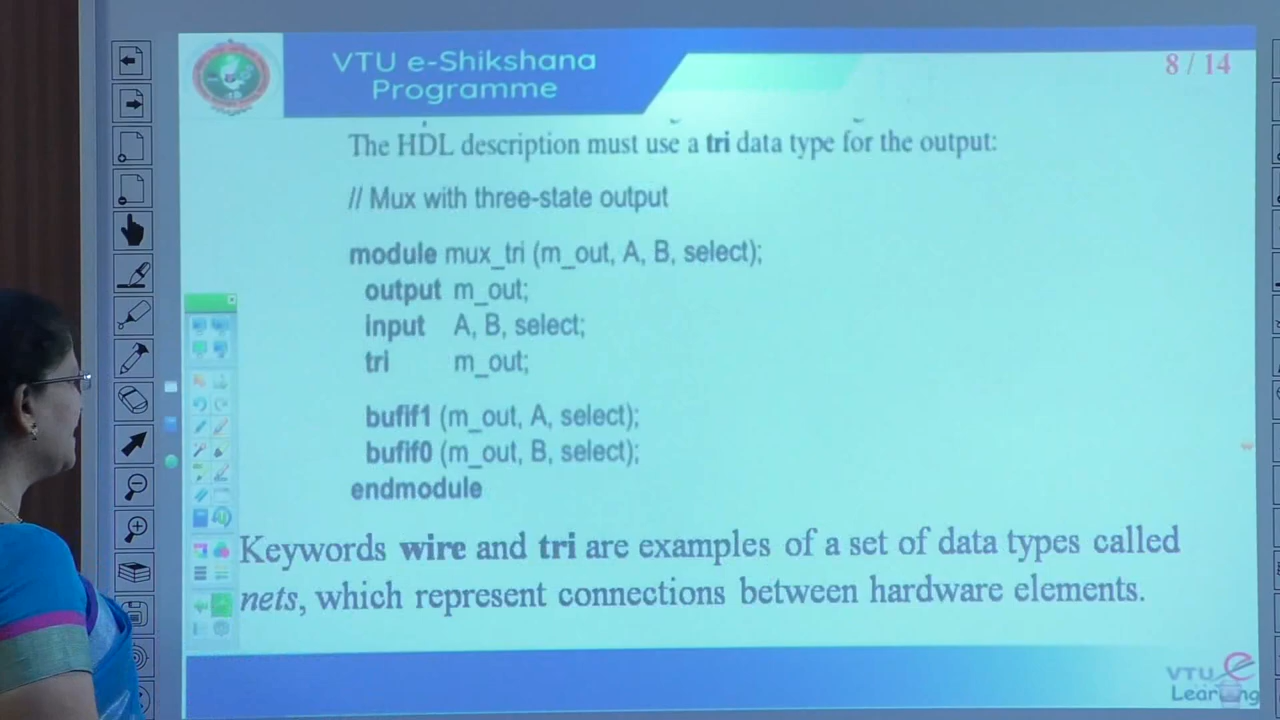 VTU e-Shikshana
Programme
8 / 14
The HDL description must use a tri data type for the output:
// Mux with three-state output
module mux_tri (m_out, A, B, select);
output m_out;
input A, B, select;
tri m_out;
bufif1 (m_out, A, select);
bufif0 (m_out, B, select);
endmodule
Keywords wire and tri are examples of a set of data types called
nets, which represent connections between hardware elements.
VTU e
Learning